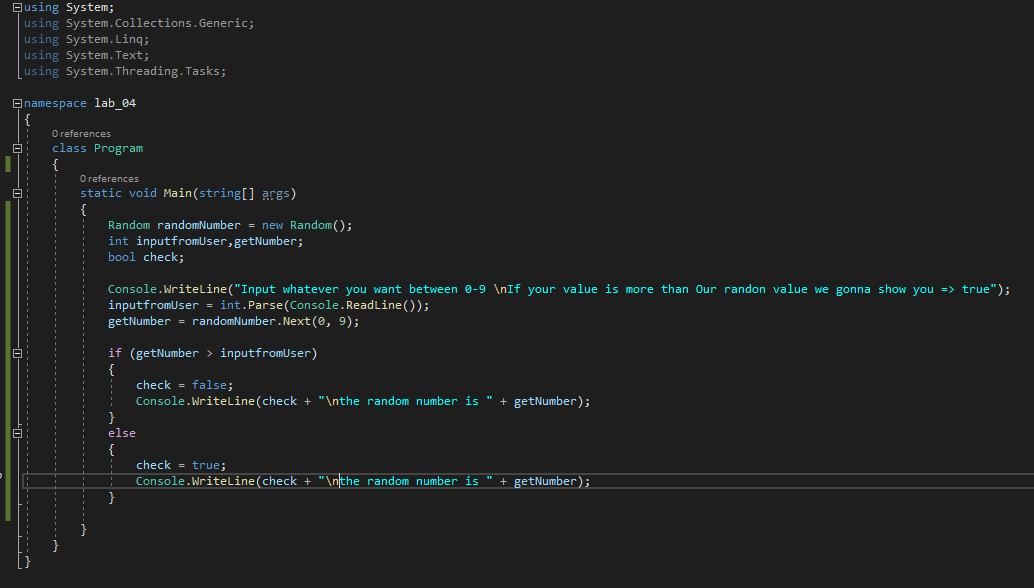 using System;
using System.Collections.Generic;
using System.Linq;
using System.Text;
using System.Threading.Tasks;
namespace lab_04
{
0 references
class Program
{
0 references
static void Main(string[] args)
{
Random randomNumber = new Random();
int inputfromUser,getNumber;
bool check;
Console.WriteLine("Input whatever you want between 0-9 \nIf your value is more than Our randon value we gonna show you => true");
inputfromUser = int.Parse(Console.ReadLine());
getNumber = randomNumber.Next(0, 9);
if (getNumber > inputfromUser)
{
check = false;
Console.WriteLine(check + "\nthe random number is " + getNumber);
}
else
{
check = true;
Console.WriteLine(check + "\nthe random number is " + getNumber);
}
}
}
}